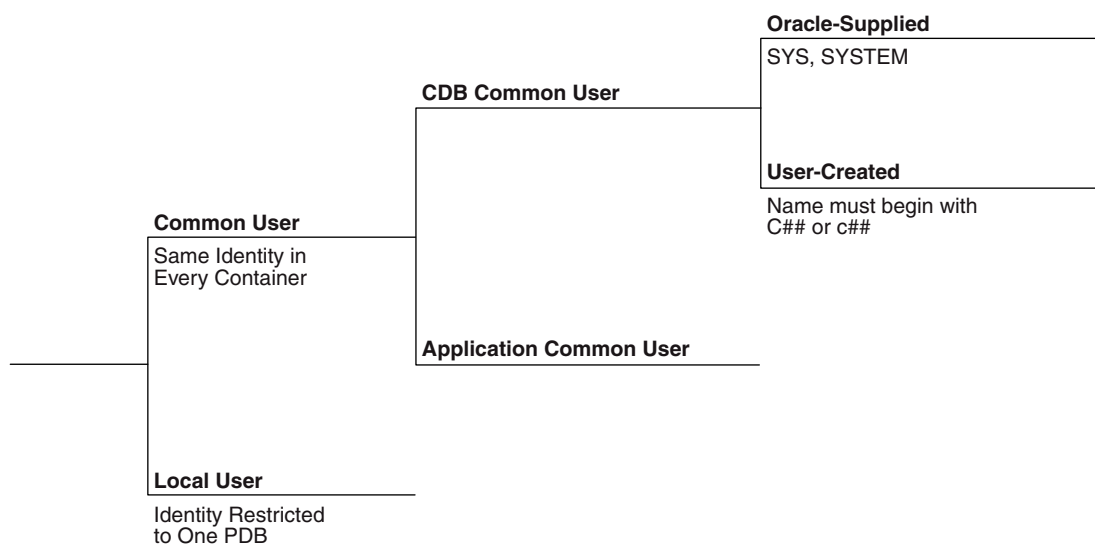 Oracle-Supplied
SYS, SYSTEM
CDB Common User
User-Created
Name must begin with
C## or c##
Common User
Same Identity in
Every Container
Application Common User
Local User
Identity Restricted
to One PDB